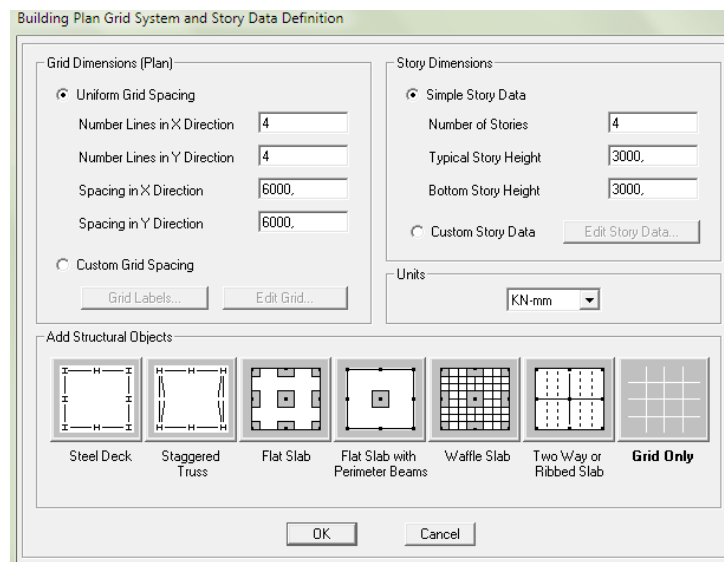 Building Plan Grid System and Story Data Definition
Grid Dimensions (Plan)
Uniform Grid Spacing
Number Lines in X Direction 4
Number Lines in Y Direction 4
Spacing in X Direction 6000,
Spacing in Y Direction 6000,
Custom Grid Spacing
Grid Labels... Edit Grid...
Story Dimensions
Simple Story Data
Number of Stories 4
Typical Story Height 3000,
Bottom Story Height 3000,
Custom Story Data Edit Story Data...
Units
KN-mm
Add Structural Objects
Steel Deck
Staggered
Truss
Flat Slab
Flat Slab with
Perimeter Beams
Waffle Slab
Two Way or
Ribbed Slab
Grid Only
OK Cancel